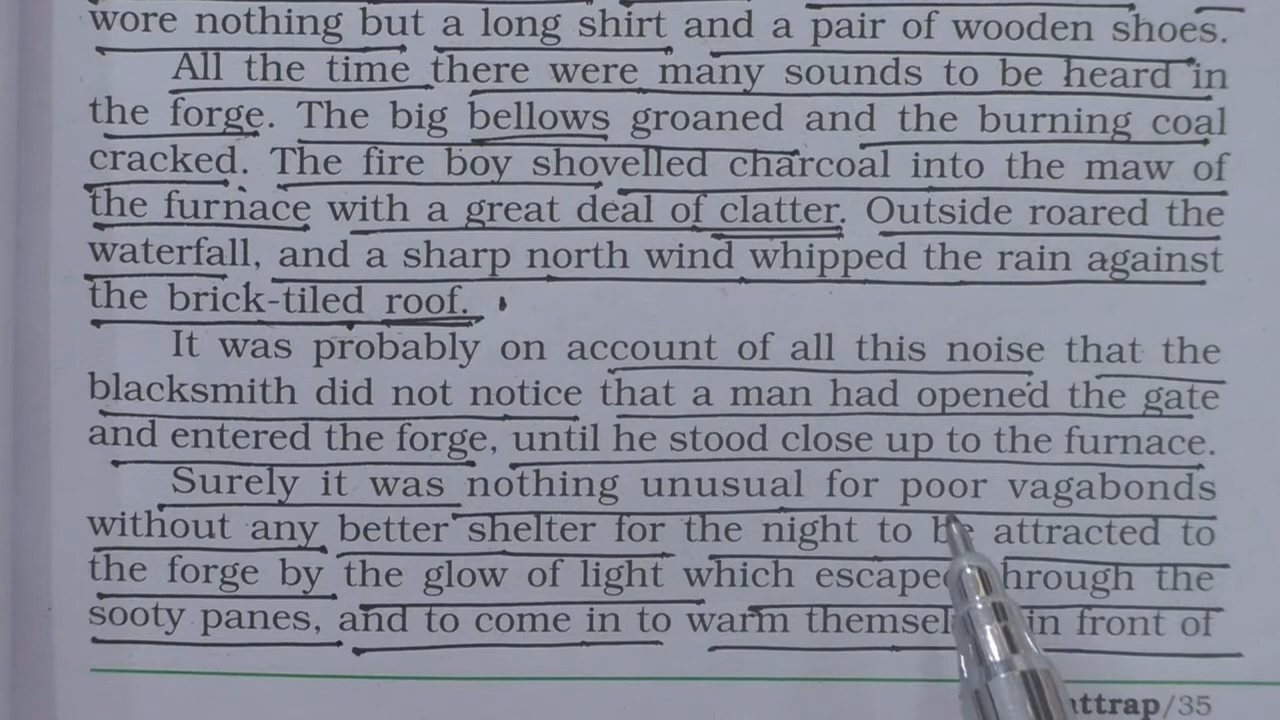 wore nothing but a long shirt and a pair of wooden shoes.
All the time there were many sounds to be heard in
the forge. The big bellows groaned and the burning coal
cracked. The fire boy shovelled charcoal into the maw of
the furnace with a great deal of clatter. Outside roared the
waterfall, and a sharp north wind whipped the rain against
the brick-tiled roof.
It was probably on account of all this noise that the
blacksmith did not notice that a man had opened the gate
and entered the forge, until he stood close up to the furnace.
Surely it was nothing unusual for poor vagabonds
without any better shelter for the night to be attracted to
the forge by the glow of light which escaped through the
sooty panes, and to come in to warm in front of
/35